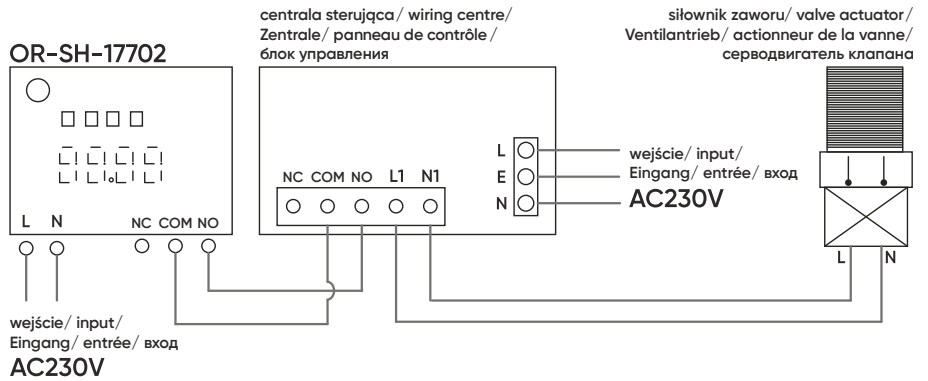 OR-SH-17702
L N NC COM NO
wejście/ input/
Eingang/ entrée/ вход
AC230V
centrala sterująca/ wiring centre/
Zentrale/ panneau de contrôle/
блок управления
NC COM NO L1 N1
L
E
N
wejście/ input/
Eingang/ entrée/ вход
AC230V
siłownik zaworu/ valve actuator/
Ventilantrieb/ actionneur de la vanne/
серводвигатель клапана
L N